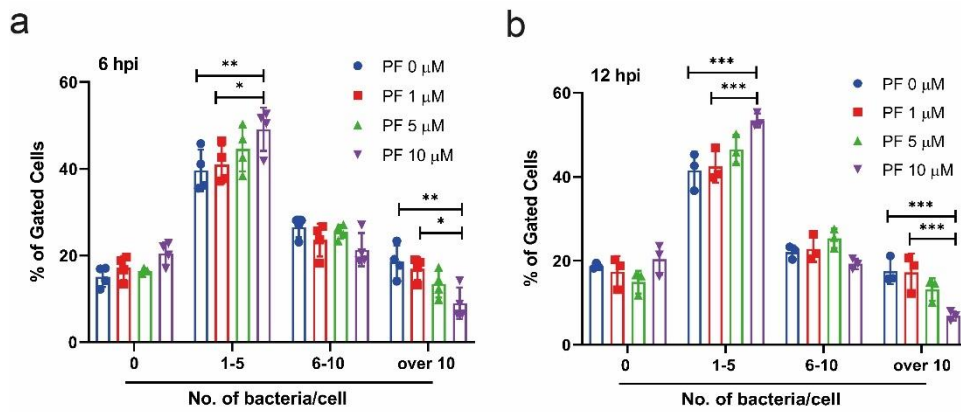 a
6 hpi
PF 0 μM
PF 1 μM
PF 5 μM
PF 10 μM
**
*
**
*
% of Gated Cells
60
40
20
0
0 1-5 6-10 over 10
No. of bacteria/cell
b
12 hpi
PF 0 μM
PF 1 μM
PF 5 μM
PF 10 μM
***
***
***
***
% of Gated Cells
60
40
20
0
0 1-5 6-10 over 10
No. of bacteria/cell